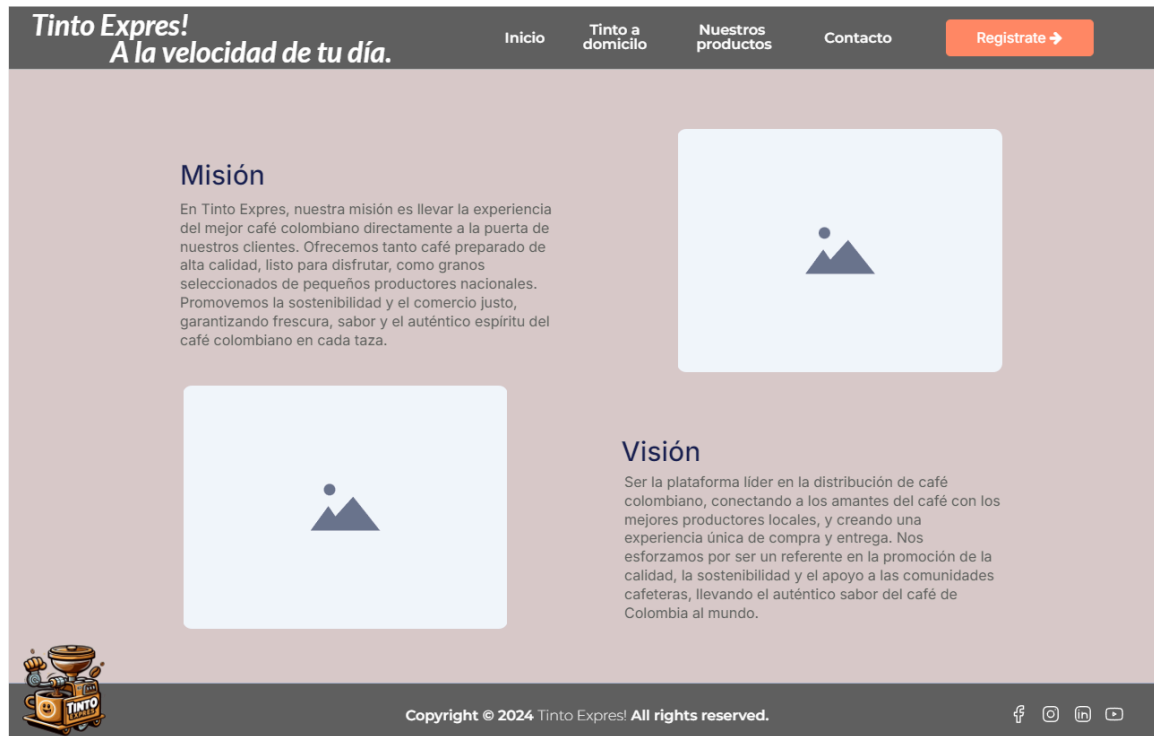 Tinto Expres!
A la velocidad de tu día.
Inicio
Tinto a
domicilo
Nuestros
productos
Contacto
Registrate →
Misión
En Tinto Expres, nuestra misión es llevar la experiencia
del mejor café colombiano directamente a la puerta de
nuestros clientes. Ofrecemos tanto café preparado de
alta calidad, listo para disfrutar, como granos
seleccionados de pequeños productores nacionales.
Promovemos la sostenibilidad y el comercio justo,
garantizando frescura, sabor y el auténtico espíritu del
café colombiano en cada taza.
Visión
Ser la plataforma líder en la distribución de café
colombiano, conectando a los amantes del café con los
mejores productores locales, y creando una
experiencia única de compra y entrega. Nos
esforzamos por ser un referente en la promoción de la
calidad, la sostenibilidad y el apoyo a las comunidades
cafeteras, llevando el auténtico sabor del café de
Colombia al mundo.
TINTO
EXPRES
Copyright © 2024 Tinto Expres! All rights reserved.